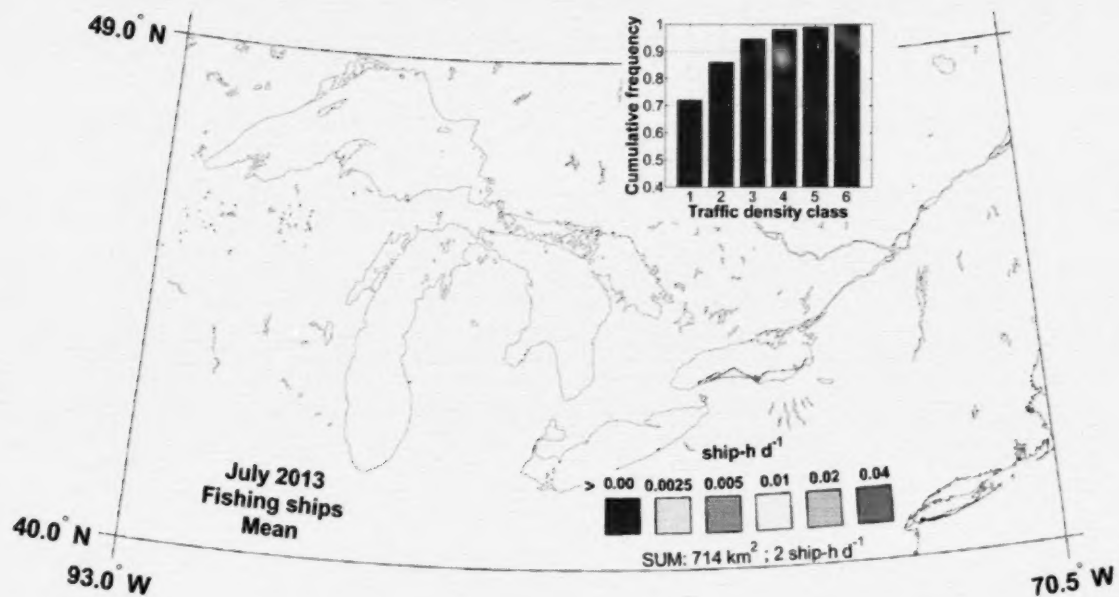 49.0° N
1
0.9
0.8
0.7
0.6
0.5
0.4
Cumulative frequency
1 2 3 4 5 6
Traffic density class
ship-h d⁻¹
> 0.00 0.0025 0.005 0.01 0.02 0.04
SUM: 714 km² ; 2 ship-h d⁻¹
July 2013
Fishing ships
Mean
40.0° N
93.0° W
70.5° W